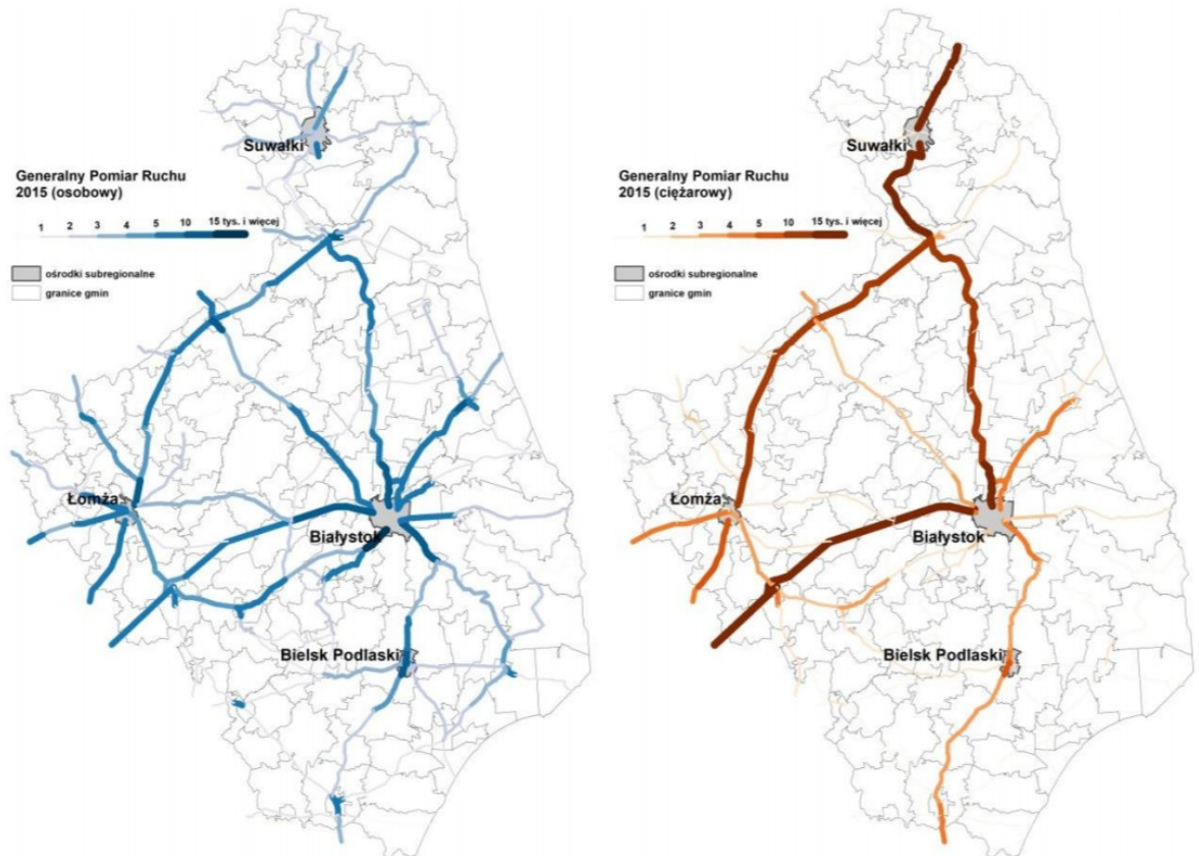 Suwałki
Generalny Pomiar Ruchu
2015 (osobowy)
1 2 3 4 5 10 15 tys. i więcej
ośrodki subregionalne
granice gmin
Łomża
Białystok
Bielsk Podlaski
Suwałki
Generalny Pomiar Ruchu
2015 (ciężarowy)
1 2 3 4 5 10 15 tys. i więcej
ośrodki subregionalne
granice gmin
Łomża
Białystok
Bielsk Podlaski